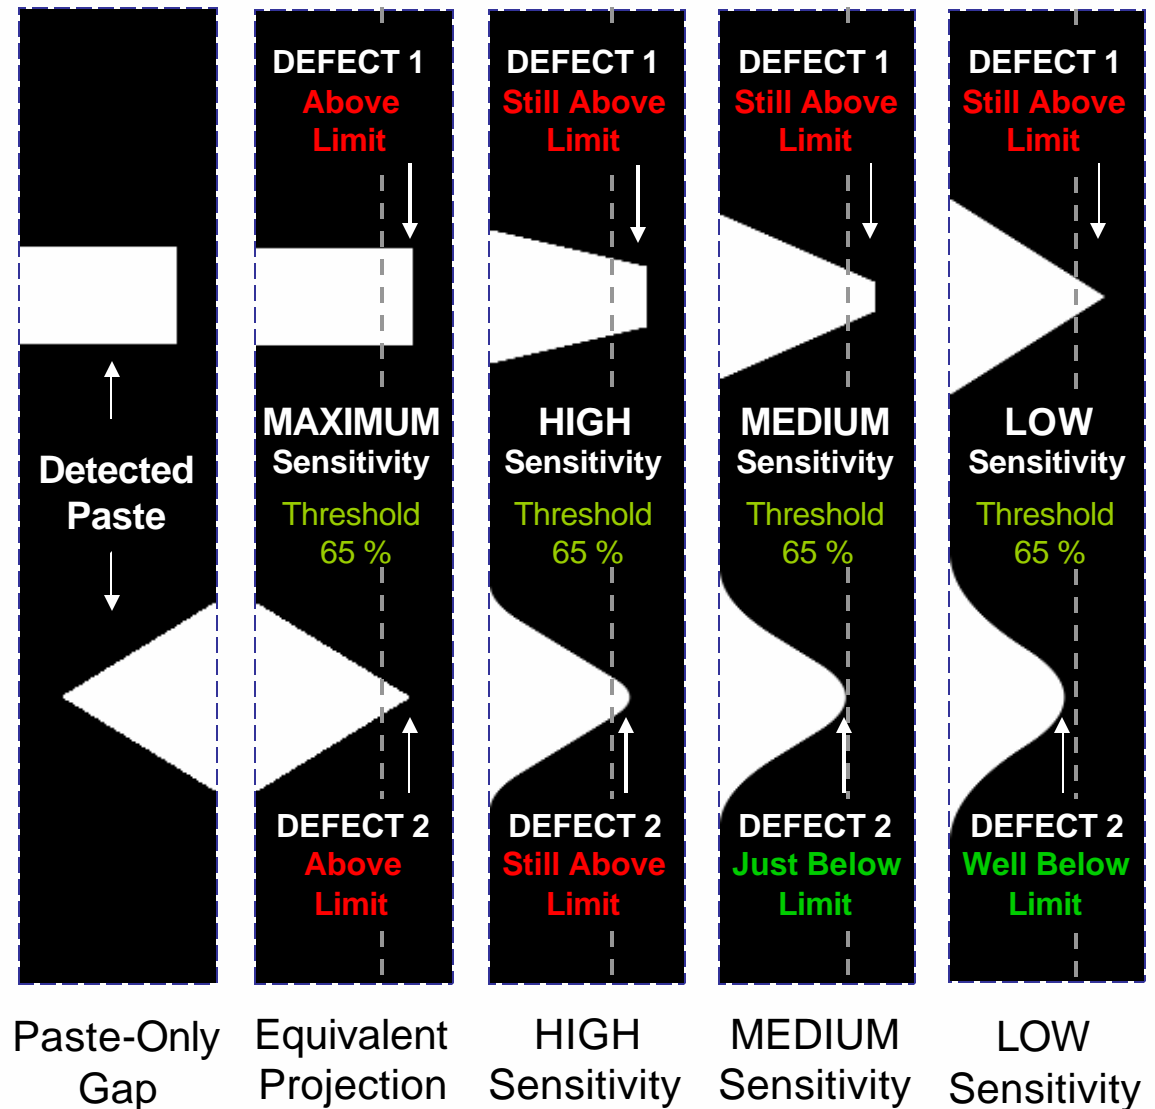 Detected
Paste
Paste-Only
Gap
DEFECT 1
Above
Limit
MAXIMUM
Sensitivity
Threshold
65 %
DEFECT 2
Above
Limit
Equivalent
Projection
DEFECT 1
Still Above
Limit
HIGH
Sensitivity
Threshold
65 %
DEFECT 2
Still Above
Limit
HIGH
Sensitivity
DEFECT 1
Still Above
Limit
MEDIUM
Sensitivity
Threshold
65 %
DEFECT 2
Just Below
Limit
MEDIUM
Sensitivity
DEFECT 1
Still Above
Limit
LOW
Sensitivity
Threshold
65 %
DEFECT 2
Well Below
Limit
LOW
Sensitivity